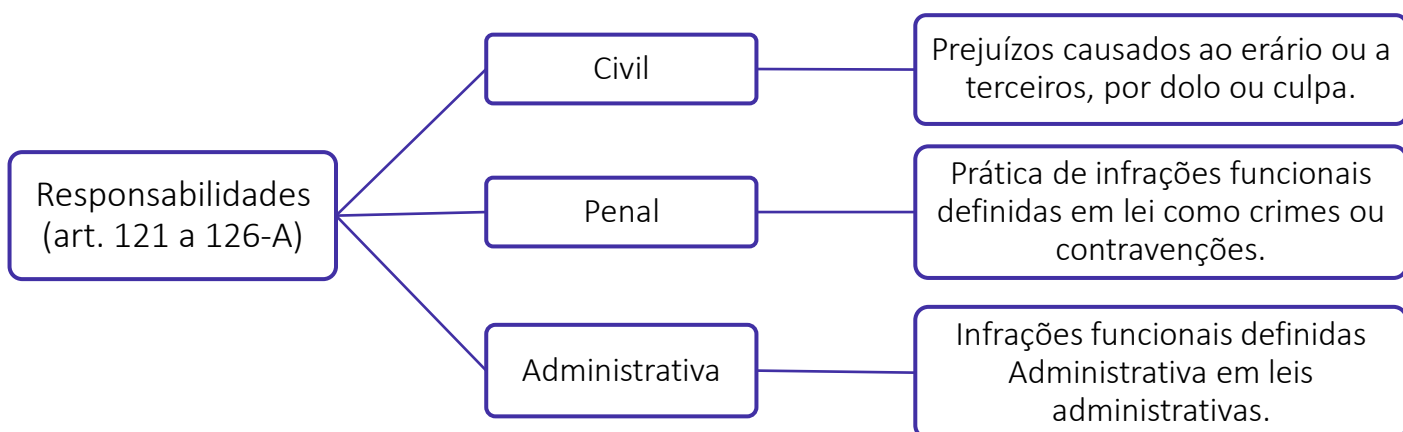 Responsabilidades
(art. 121 a 126-A)
Civil
Prejuízos causados ao erário ou a
terceiros, por dolo ou culpa.
Penal
Prática de infrações funcionais
definidas em lei como crimes ou
contravenções.
Administrativa
Infrações funcionais definidas
Administrativa em leis
administrativas.